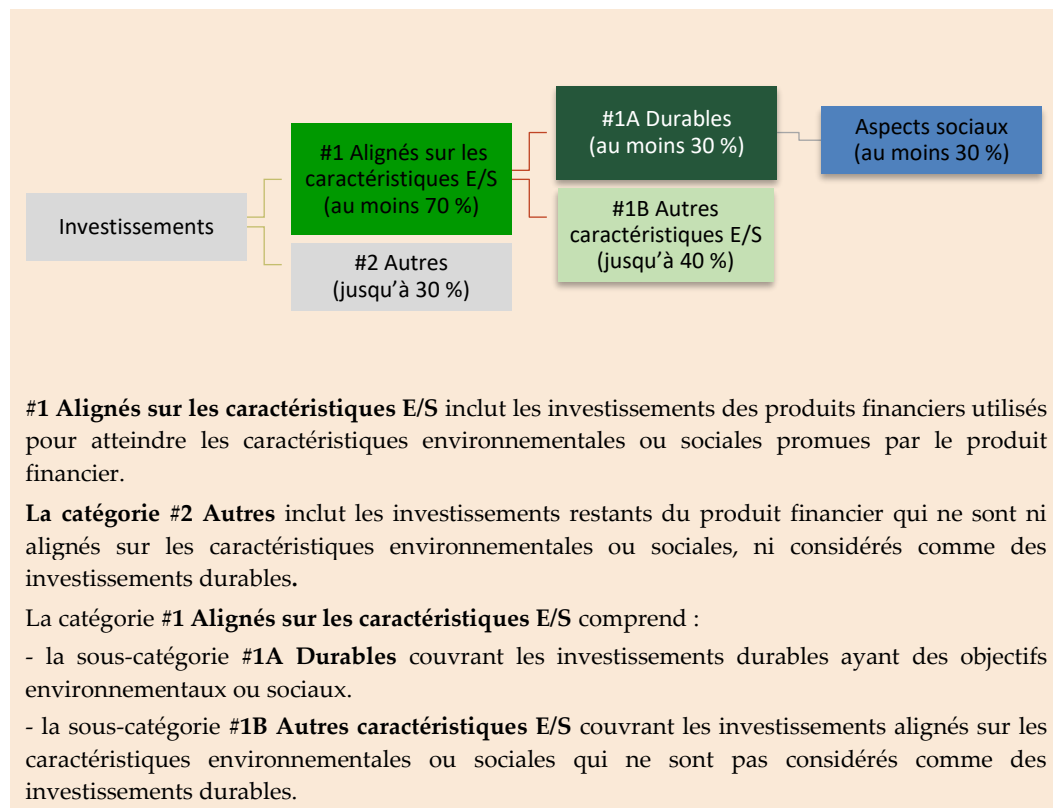 Investissements
#1 Alignés sur les
caractéristiques E/S
(au moins 70 %)
#2 Autres
(jusqu’à 30 %)
#1A Durables
(au moins 30 %)
#1B Autres
caractéristiques E/S
(jusqu’à 40 %)
Aspects sociaux
(au moins 30 %)
#1 Alignés sur les caractéristiques E/S inclut les investissements des produits financiers utilisés
pour atteindre les caractéristiques environnementales ou sociales promues par le produit
financier.
La catégorie #2 Autres inclut les investissements restants du produit financier qui ne sont ni
alignés sur les caractéristiques environnementales ou sociales, ni considérés comme des
investissements durables.
La catégorie #1 Alignés sur les caractéristiques E/S comprend :
- la sous-catégorie #1A Durables couvrant les investissements durables ayant des objectifs
environnementaux ou sociaux.
- la sous-catégorie #1B Autres caractéristiques E/S couvrant les investissements alignés sur les
caractéristiques environnementales ou sociales qui ne sont pas considérés comme des
investissements durables.